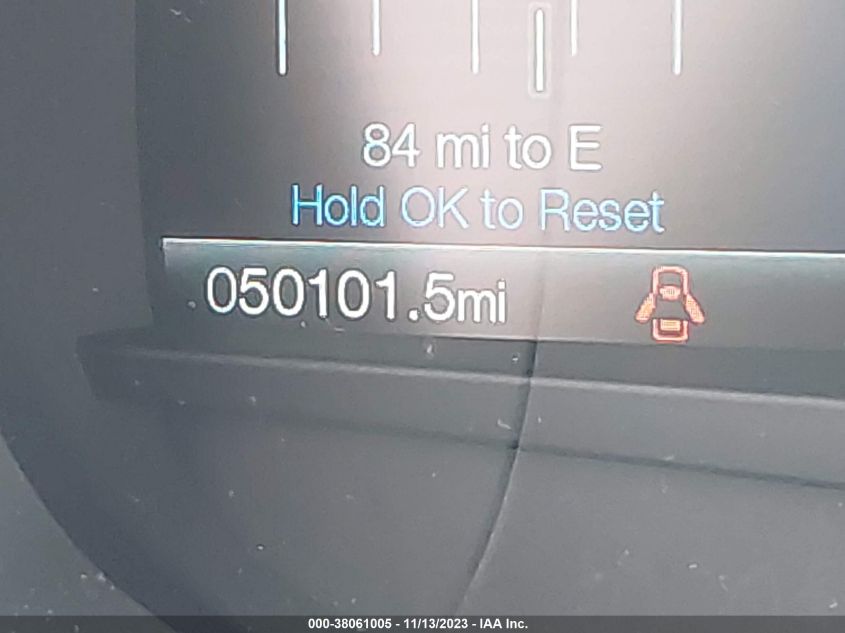 84 mi to E
Hold OK to Reset
050101.5mi
000-38061005 - 11/13/2023 - IAA Inc.